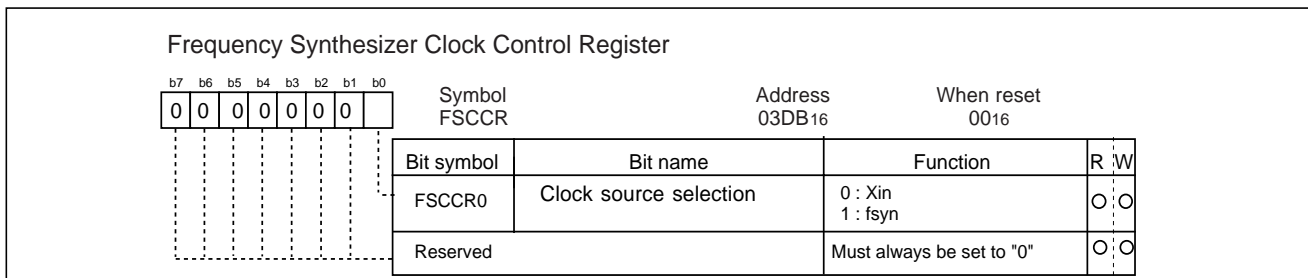 Frequency Synthesizer Clock Control Register
b7 b6 b5 b4 b3 b2 b1 b0
0 0 0 0 0 0 0
Symbol Address When reset
FSCCR 03DB16 0016
Bit symbol Bit name Function R W
FSCCR0 Clock source selection 0 : Xin
1 : fsyn
Reserved Must always be set to "0"